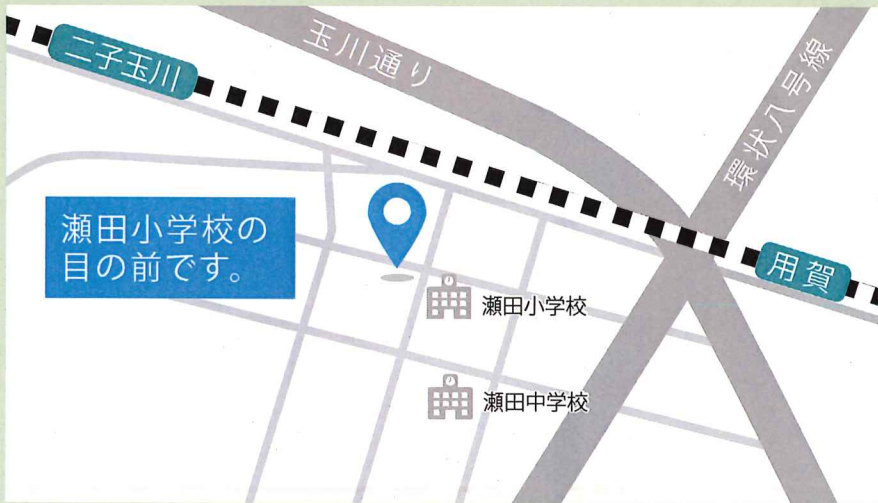 二子玉川
玉川通り
環状八号線
用賀
瀬田小学校の
目の前です。
瀬田小学校
瀬田中学校